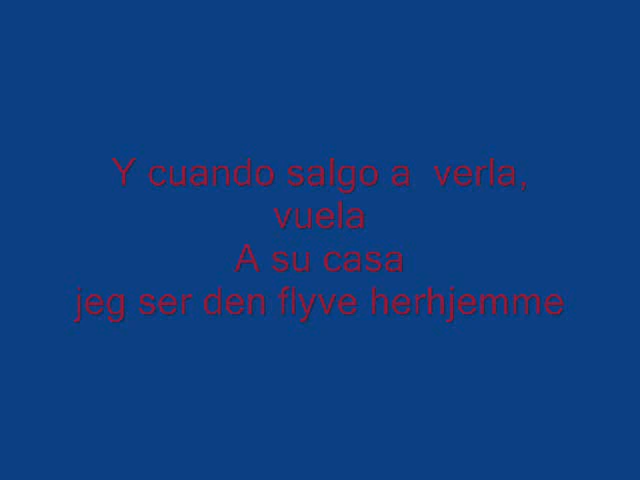 Y cuando salgo a  verla,
vuela
A su casa
jeg ser den flyve herhjemme